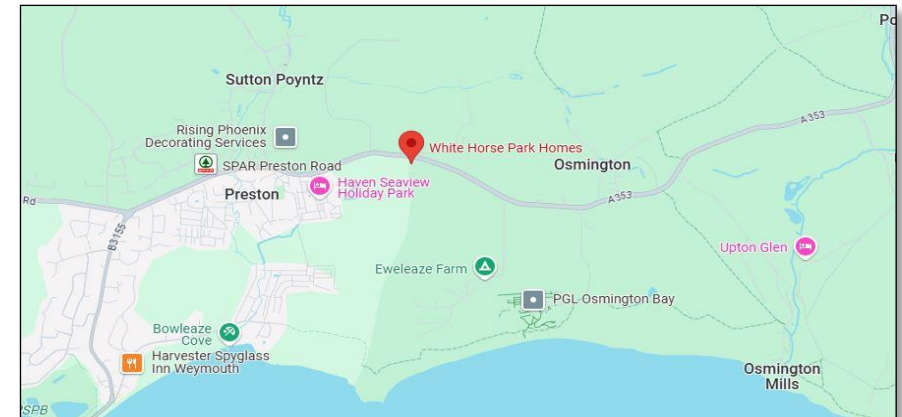 Po
Sutton Poyntz
A353
Rising Phoenix
Decorating Services
White Horse Park Homes
SPAR Preston Road
Osmington
Haven Seaview
Holiday Park
Preston
Rd
A353
B3155
Upton Glen
Eweleaze Farm
PGL Osmington Bay
Bowleaze
Cove
Harvester Spyglass
Inn Weymouth
Osmington
Mills
RSPB